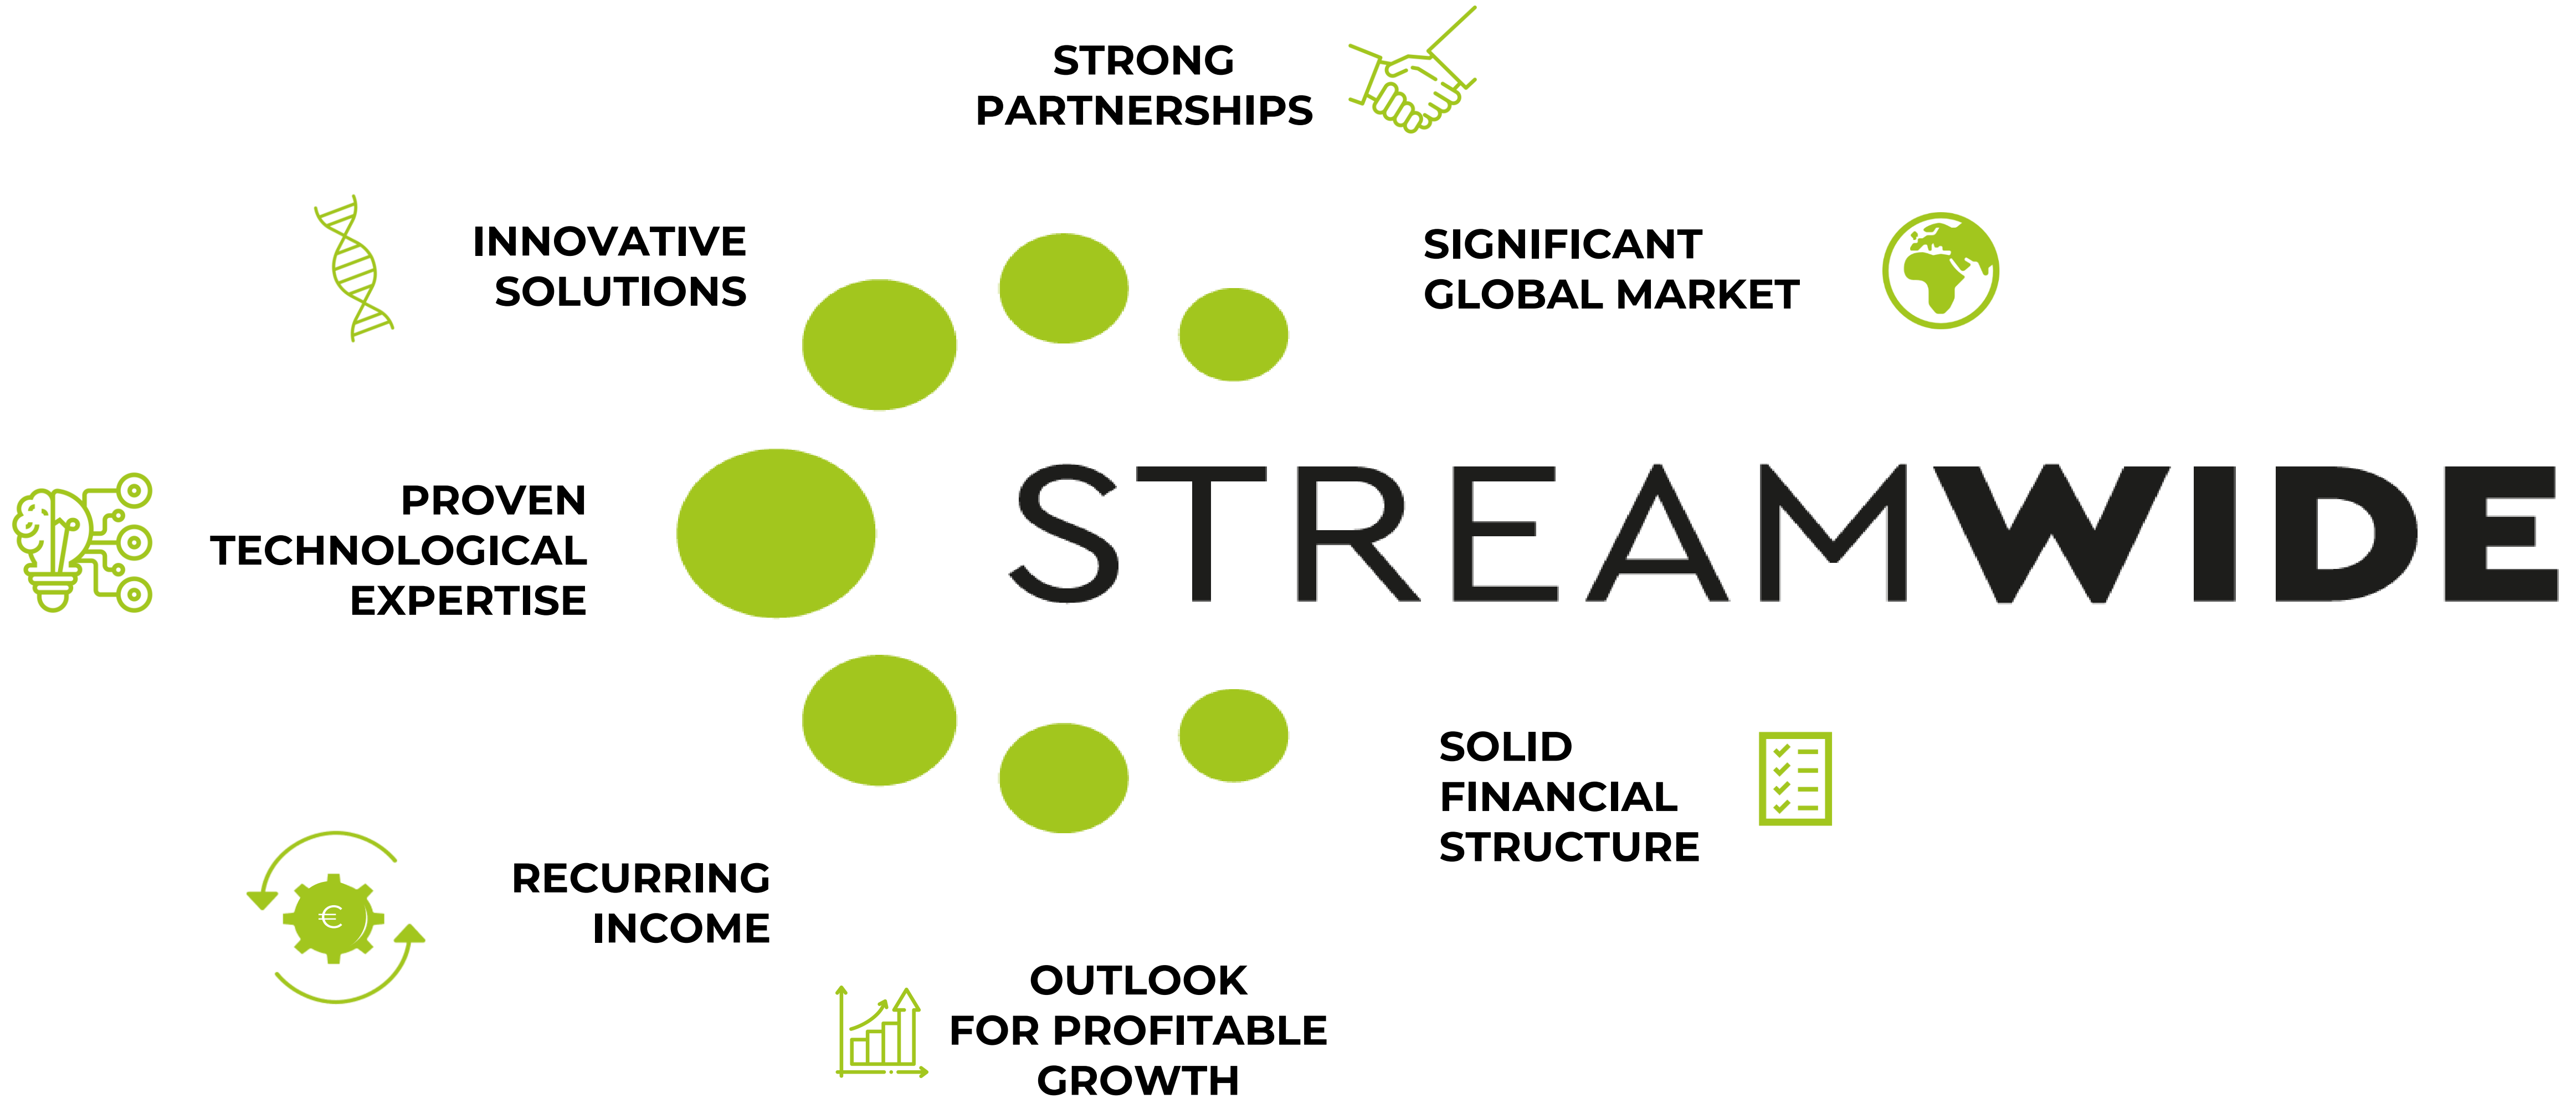 STRONG
PARTNERSHIPS
INNOVATIVE
SOLUTIONS
SIGNIFICANT
GLOBAL MARKET
PROVEN
TECHNOLOGICAL
EXPERTISE
STREAMWIDE
SOLID
FINANCIAL
STRUCTURE
€
RECURRING
INCOME
OUTLOOK
FOR PROFITABLE
GROWTH